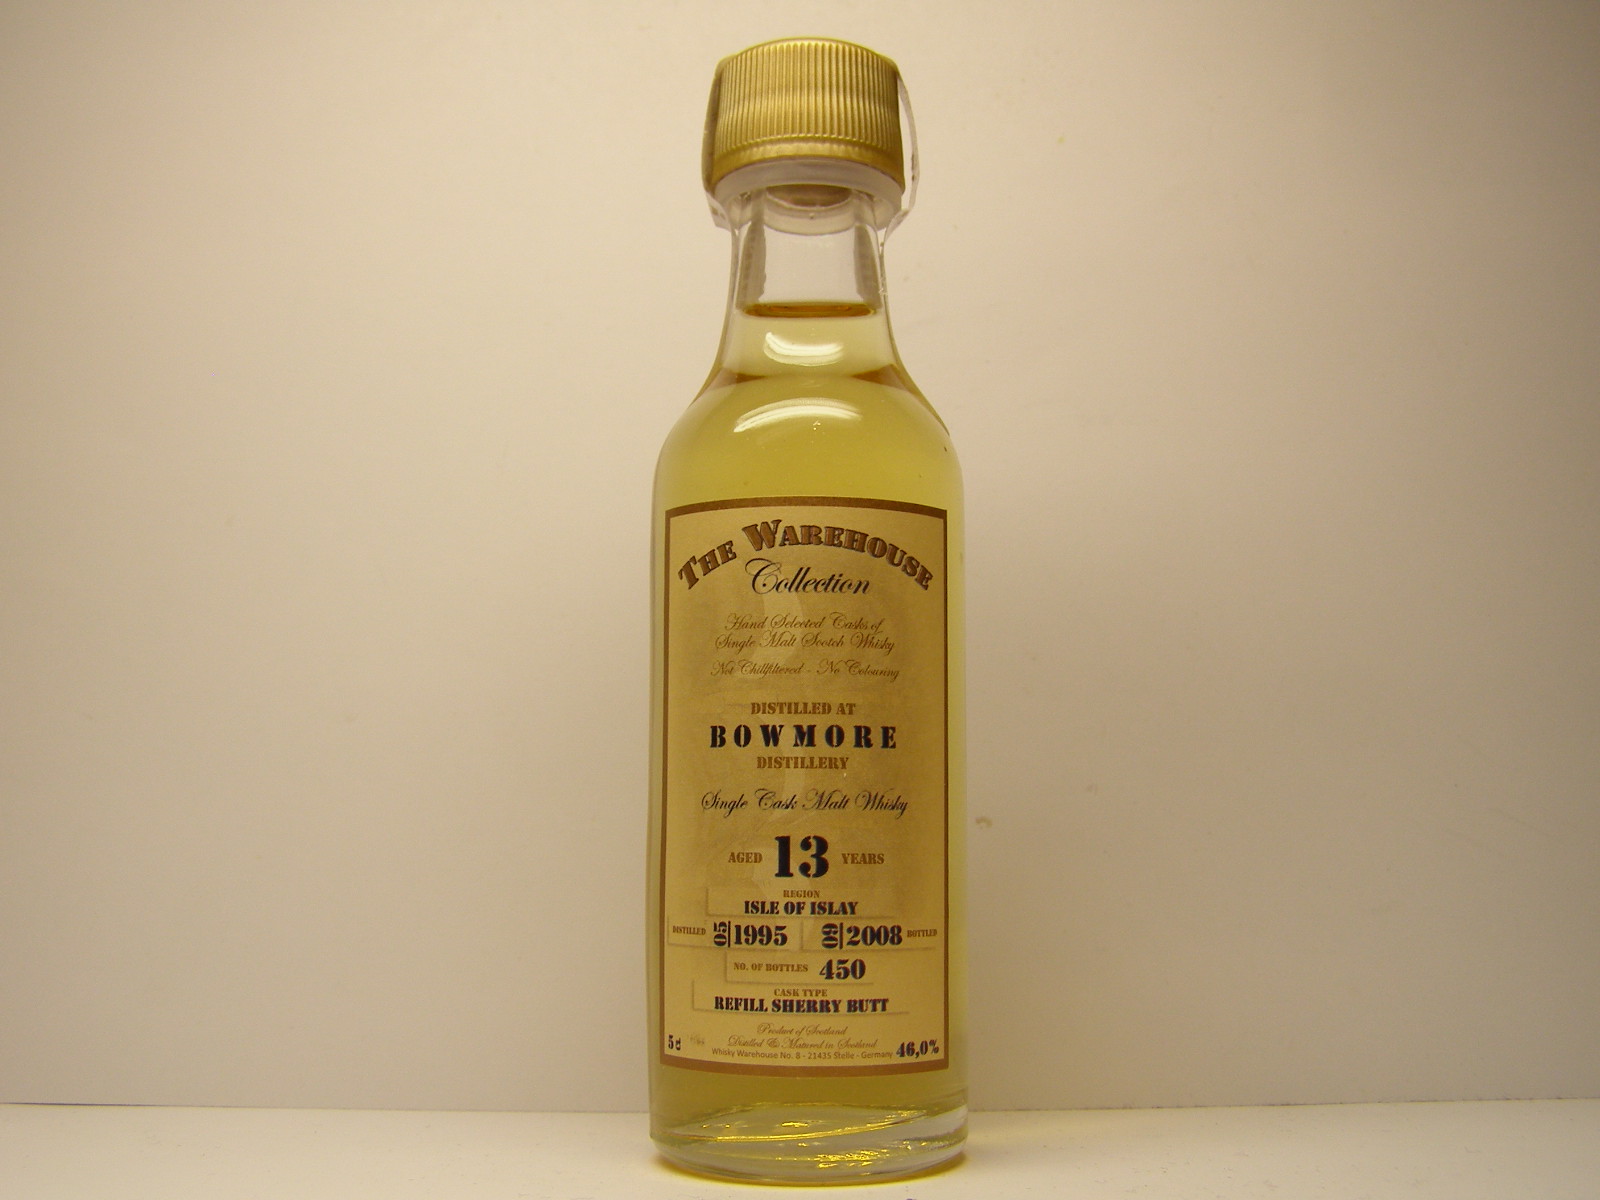 THE WAREHOUSE
Collection
Hand Selected Casks of
Single Malt Scotch Whisky
Not Chillfiltered - No Colouring
DISTILLED AT
BOWMORE
DISTILLERY
Single Cask Malt Whisky
AGED 13 YEARS
REGION
ISLE OF ISLAY
DISTILLED 05 1995 09 2008 BOTTLED
NO. OF BOTTLES 450
CASK TYPE
REFILL SHERRY BUTT
Product of Scotland
Distilled & Matured in Scotland
5cl Whisky Warehouse No. 8 - 21435 Stelle - Germany 46,0%